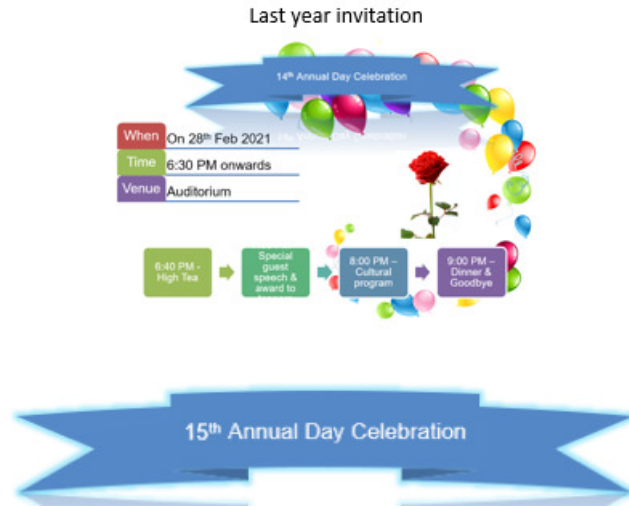 Last year invitation
14th Annual Day Celebration
When On 28th Feb 2021
Time 6:30 PM onwards
Venue Auditorium
6:40 PM -
High Tea
Special
guest
speech &
award to
8:00 PM –
Cultural
program
9:00 PM –
Dinner &
Goodbye
15th Annual Day Celebration